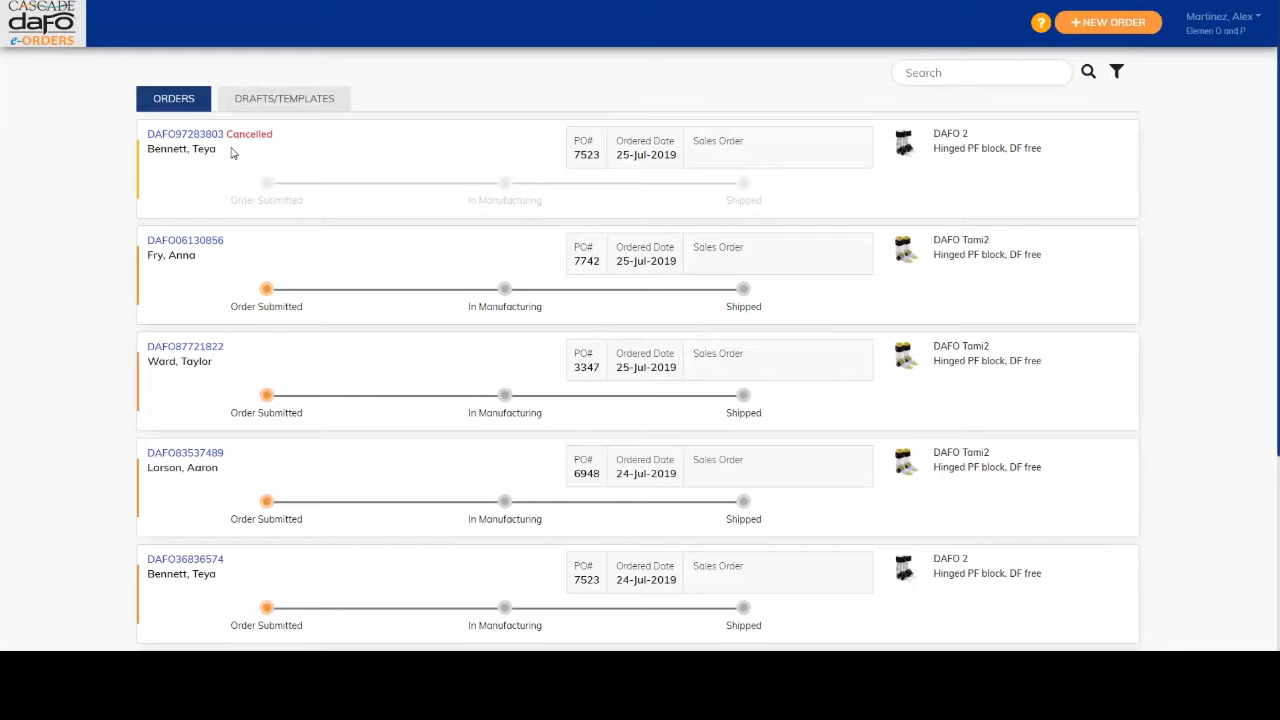 CASCADE
dafo
e-ORDERS
?
+ NEW ORDER
Martinez, Alex
Elemen O and P
Search
ORDERS
DRAFTS/TEMPLATES
DAFO97283803 Cancelled
Bennett, Teya
PO# Ordered Date Sales Order
7523 25-Jul-2019
DAFO 2
Hinged PF block, DF free
Order Submitted In Manufacturing Shipped
DAFO06130856
Fry, Anna
PO# Ordered Date Sales Order
7742 25-Jul-2019
DAFO Tami2
Hinged PF block, DF free
Order Submitted In Manufacturing Shipped
DAFO87721822
Ward, Taylor
PO# Ordered Date Sales Order
3347 25-Jul-2019
DAFO Tami2
Hinged PF block, DF free
Order Submitted In Manufacturing Shipped
DAFO83537489
Larson, Aaron
PO# Ordered Date Sales Order
6948 24-Jul-2019
DAFO Tami2
Hinged PF block, DF free
Order Submitted In Manufacturing Shipped
DAFO36836574
Bennett, Teya
PO# Ordered Date Sales Order
7523 24-Jul-2019
DAFO 2
Hinged PF block, DF free
Order Submitted In Manufacturing Shipped